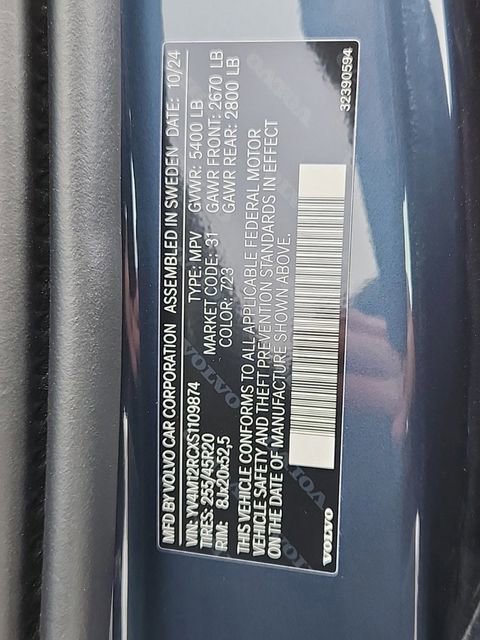 MFD BY VOLVO CAR CORPORATION ASSEMBLED IN SWEDEN DATE: 10/24
VIN: YV4M12RCXS1109874 TYPE: MPV GVWR: 5400 LB
TIRES: 255/45R20 MARKET CODE: 31 GAWR FRONT: 2670 LB
RIM: 8Jx20x52,5 COLOR: 723 GAWR REAR: 2800 LB
THIS VEHICLE CONFORMS TO ALL APPLICABLE FEDERAL MOTOR
VEHICLE SAFETY AND THEFT PREVENTION STANDARDS IN EFFECT
ON THE DATE OF MANUFACTURE SHOWN ABOVE.
VOLVO 32390594